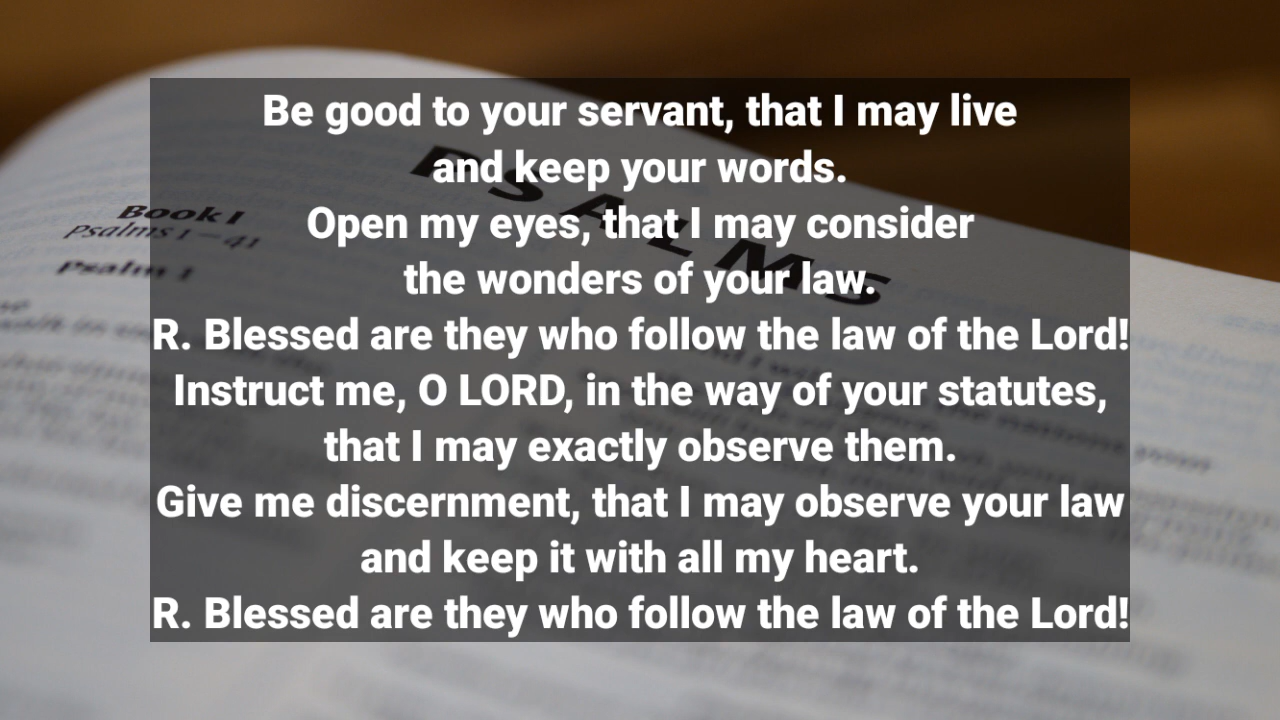 Be good to your servant, that I may live
and keep your words.
Open my eyes, that I may consider
the wonders of your law.
R. Blessed are they who follow the law of the Lord!
Instruct me, O LORD, in the way of your statutes,
that I may exactly observe them.
Give me discernment, that I may observe your law
and keep it with all my heart.
R. Blessed are they who follow the law of the Lord!
PSALMS
Book I
Psalms 1–41
Psalm 1